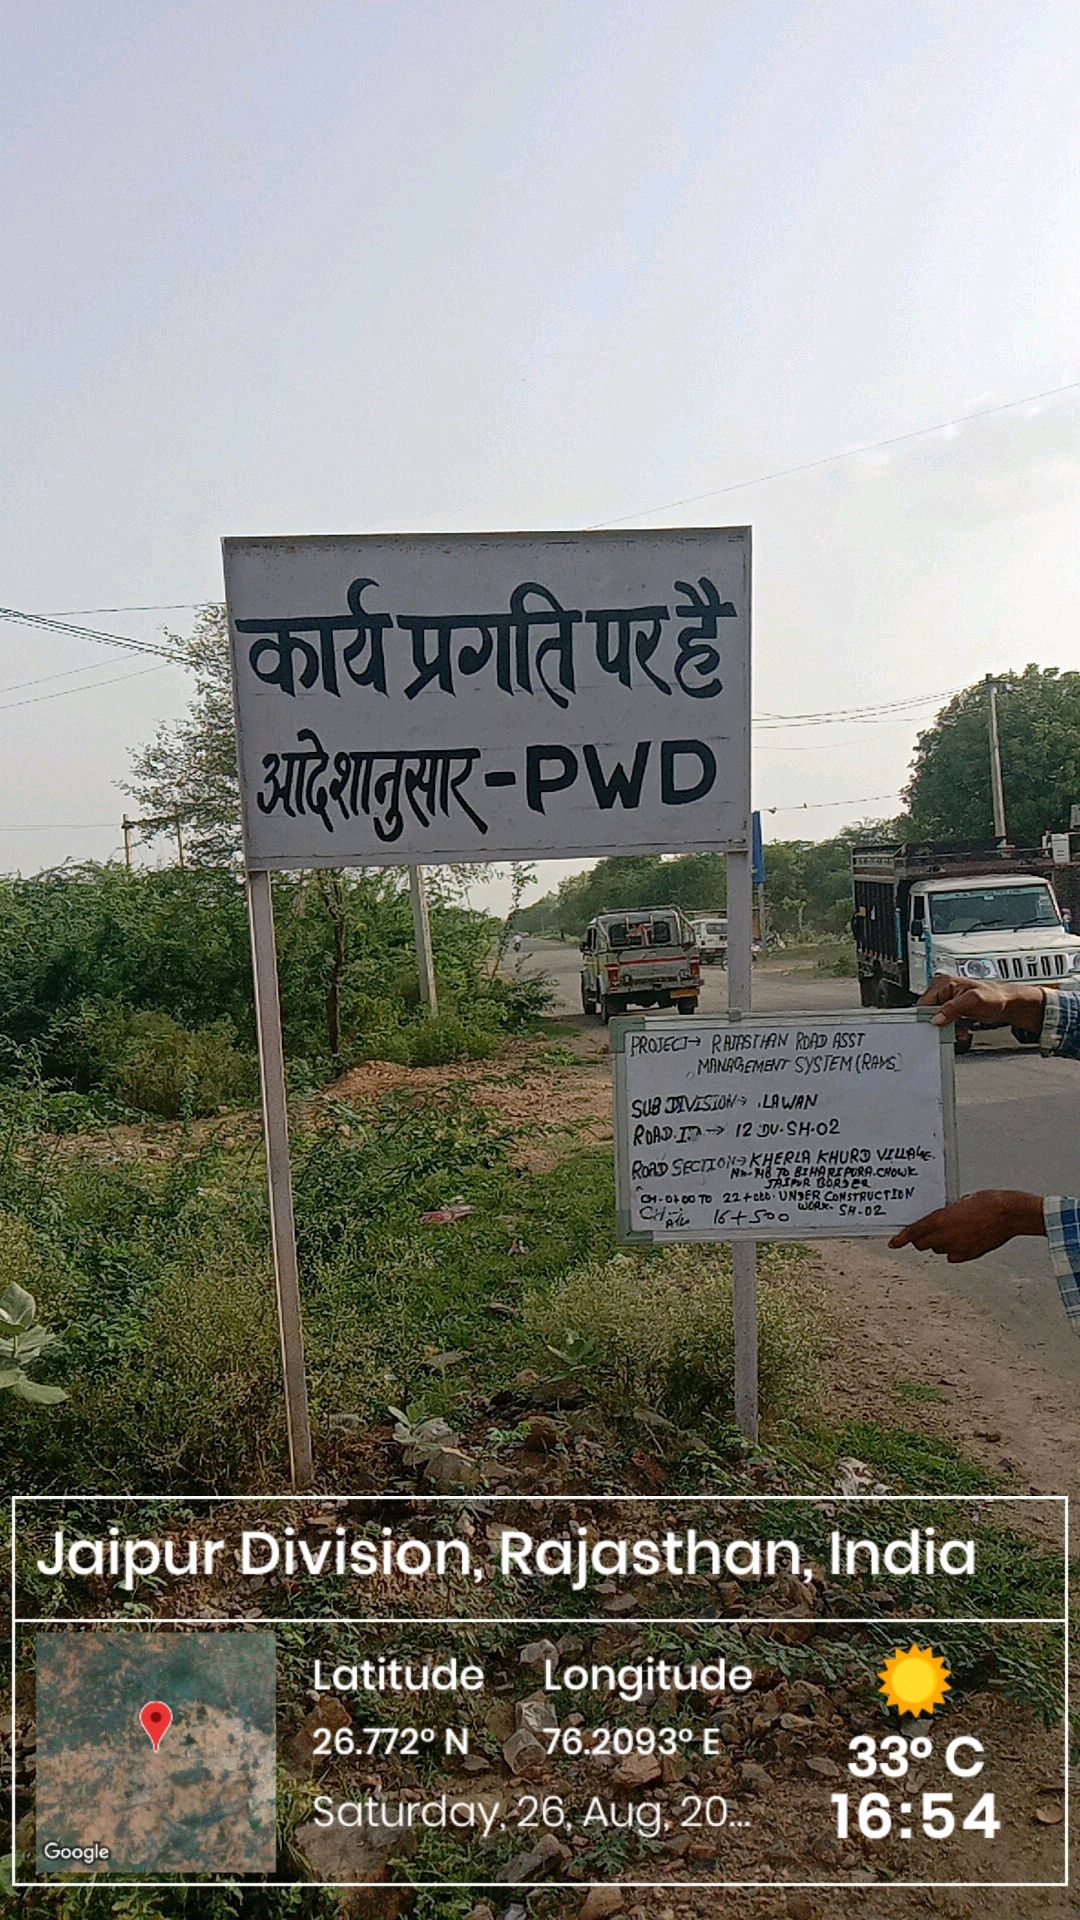 कार्य प्रगति पर है
आदेशानुसार - PWD
PROJECT→ RAJASTHAN ROAD ASST
MANAGEMENT SYSTEM (RAMS)
SUB DIVISION→ LAWAN
ROAD.ID → 12 DU-SH-02
ROAD SECTION→ KHERLA KHURD VILLAGE.
NH-148 TO BIHARIPURA.CHOWK
JAIPUR BORDER
CH-0+00 TO 22+000. UNDER CONSTRUCTION
WORK- SH-02
CH→ 16+500
Jaipur Division, Rajasthan, India
Latitude Longitude
26.772° N 76.2093° E
33° C
Saturday, 26, Aug, 20...
16:54
Google